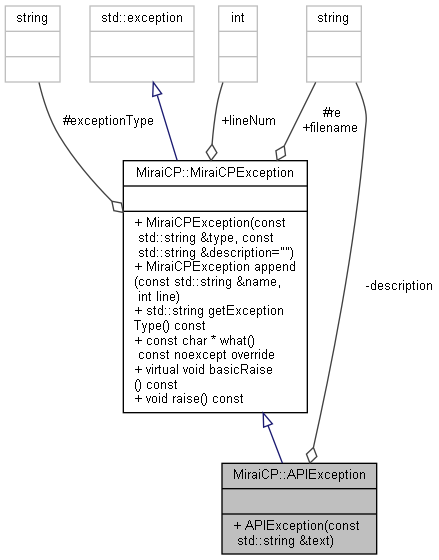 string
std::exception
int
string
#exceptionType
+lineNum
#re
+filename
MiraiCP::MiraiCPException
+ MiraiCPException(const
std::string &type, const
std::string &description="")
+ MiraiCPException append
(const std::string &name,
int line)
+ std::string getException
Type() const
+ const char * what()
const noexcept override
+ virtual void basicRaise
() const
+ void raise() const
-description
MiraiCP::APIException
+ APIException(const
std::string &text)